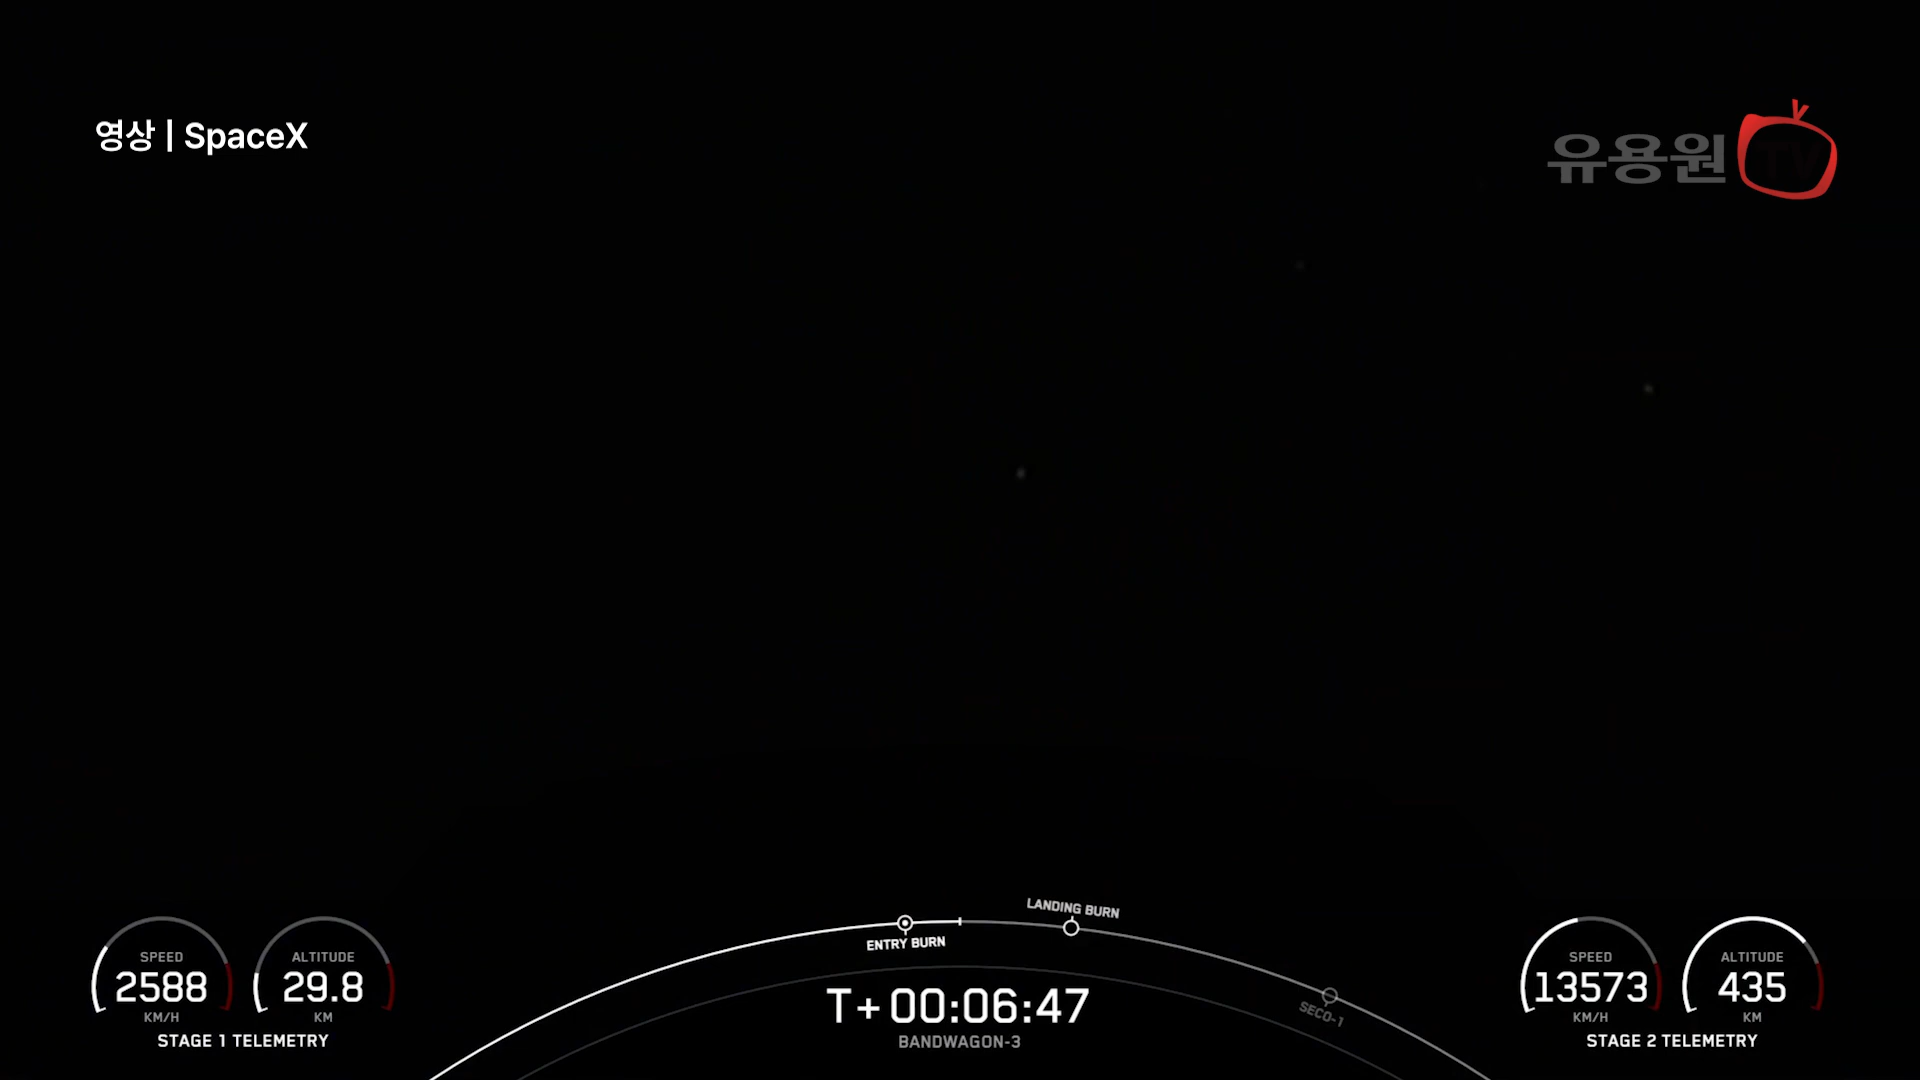 영상 | SpaceX
유용원 TV
LANDING BURN
ENTRY BURN
SECO-1
SPEED
2588
KM/H
ALTITUDE
29.8
KM
STAGE 1 TELEMETRY
T+ 00:06:47
BANDWAGON-3
SPEED
13573
KM/H
ALTITUDE
435
KM
STAGE 2 TELEMETRY